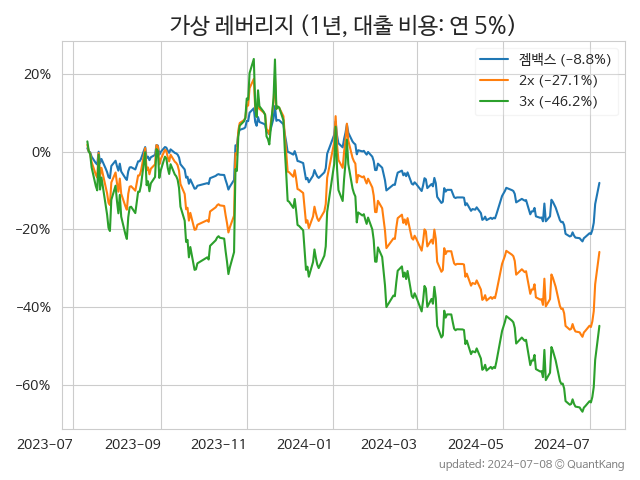 가상 레버리지 (1년, 대출 비용: 연 5%)
젬백스 (−8.8%)
2x (−27.1%)
3x (−46.2%)
20%
0%
−20%
−40%
−60%
2023-07 2023-09 2023-11 2024-01 2024-03 2024-05 2024-07
updated: 2024-07-08 © QuantKang